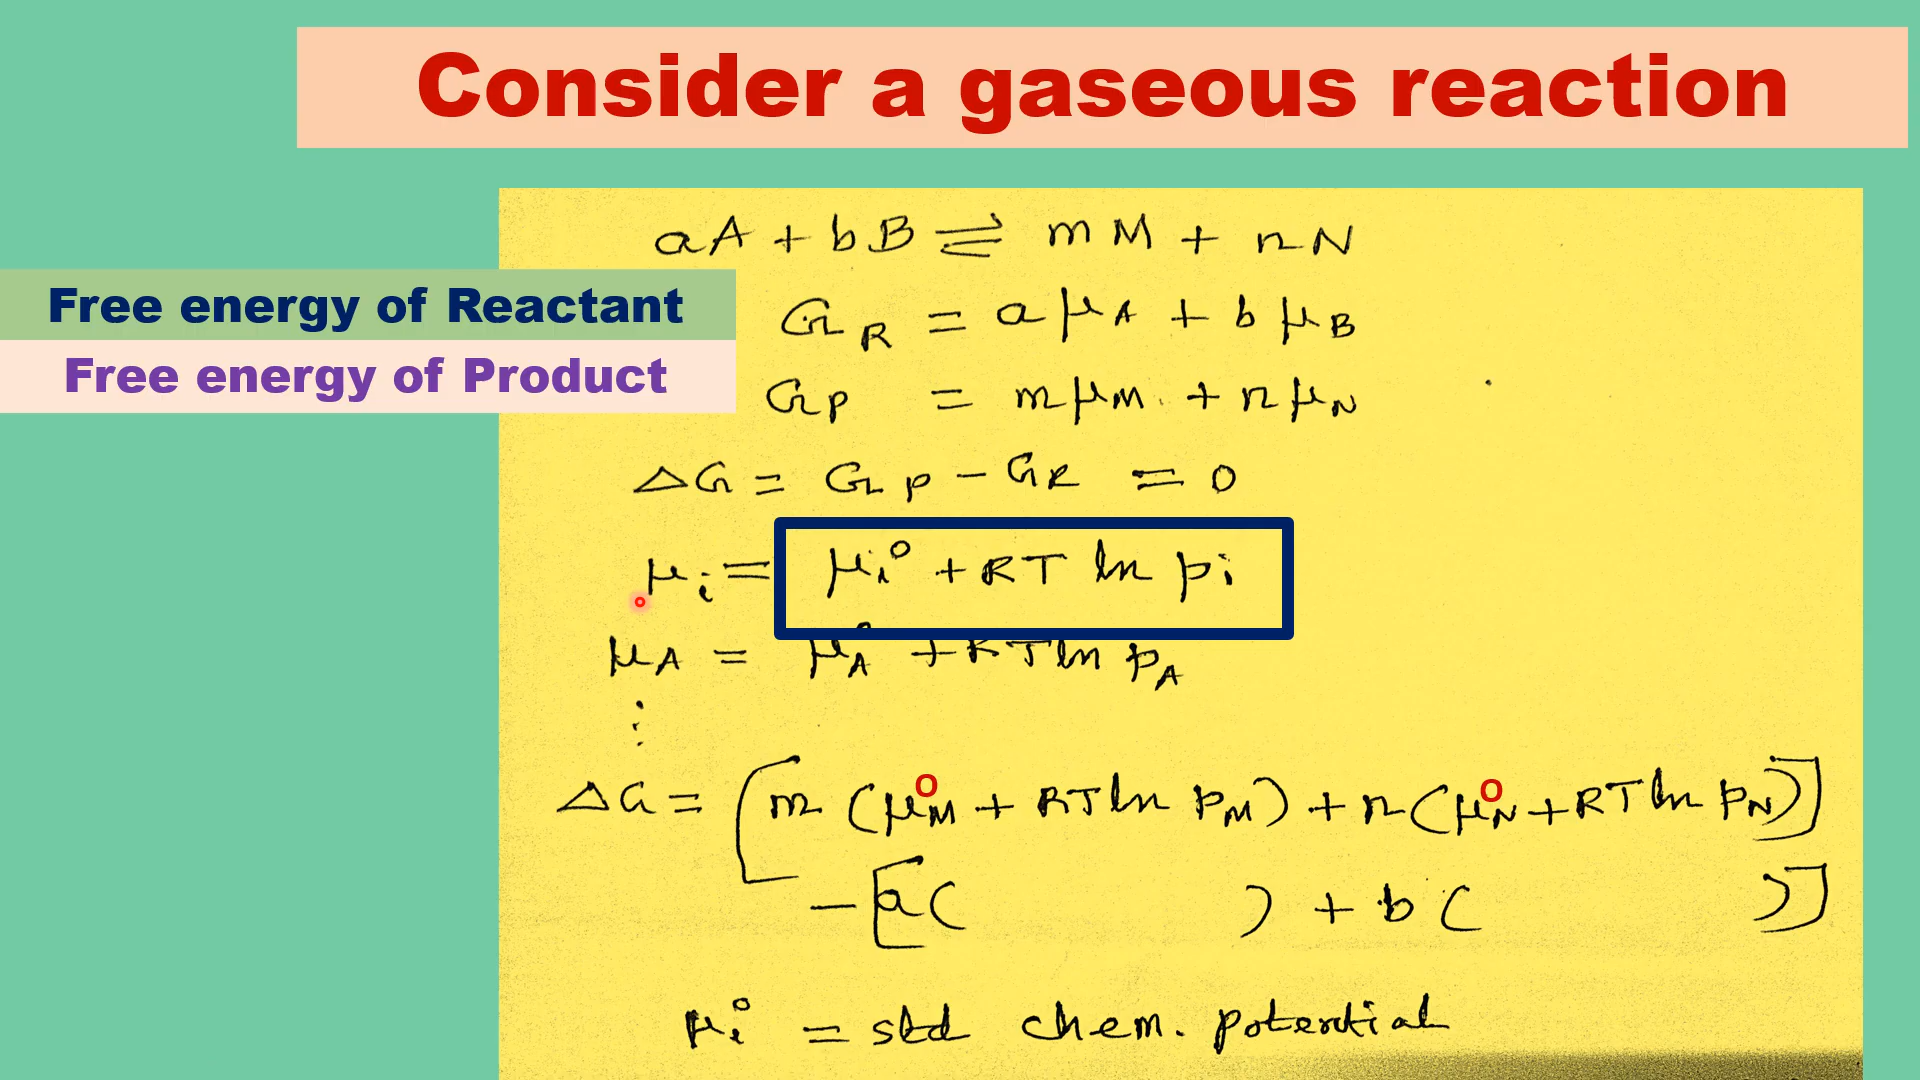 Consider a gaseous reaction
aA + bB ⇌ mM + nN
Free energy of Reactant
G_R = aμ_A + bμ_B
Free energy of Product
G_P = mμ_M + nμ_N
ΔG = G_P - G_R = 0
μ_i = μ_i° + RT ln p_i
μ_A = μ_A° + RT ln p_A
⋮
ΔG = [m (μ°_M + RT ln p_M) + n (μ°_N + RT ln p_N)]
- [a ( ) + b ( )]
μ_i° = std chem. potential